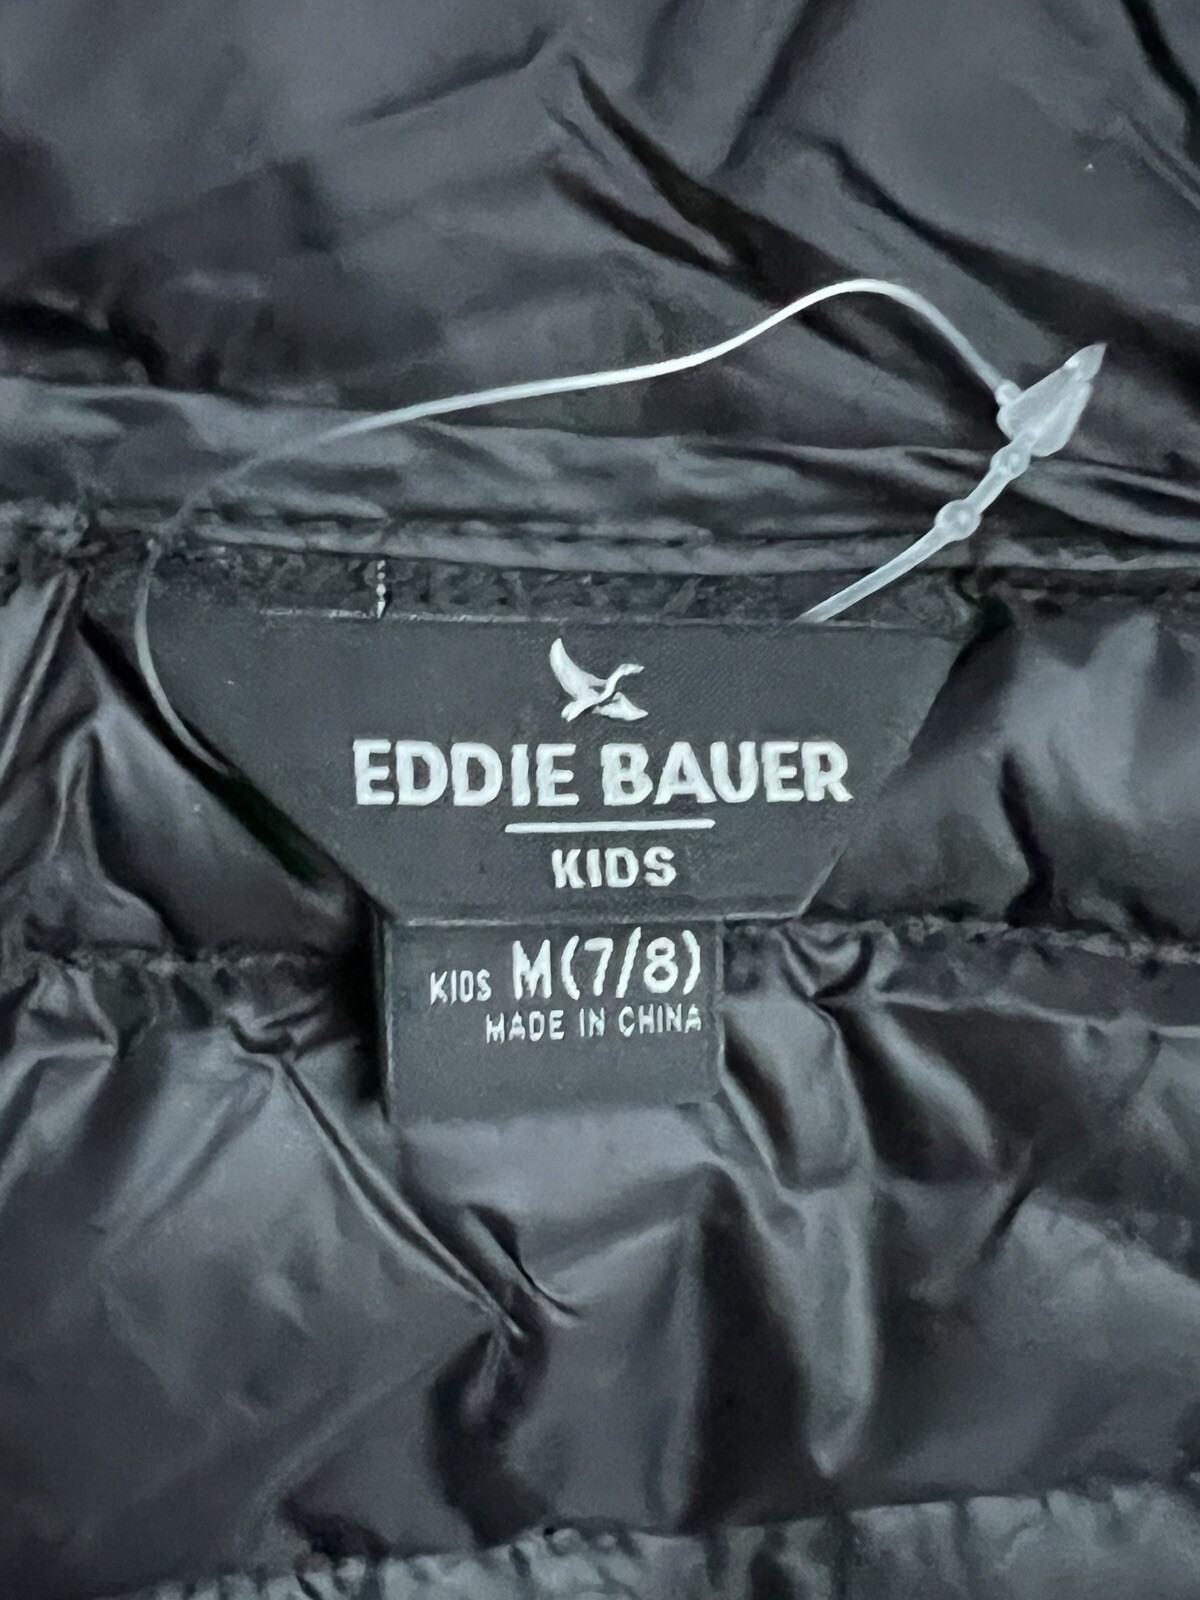 EDDIE BAUER
KIDS
KIDS M(7/8)
MADE IN CHINA